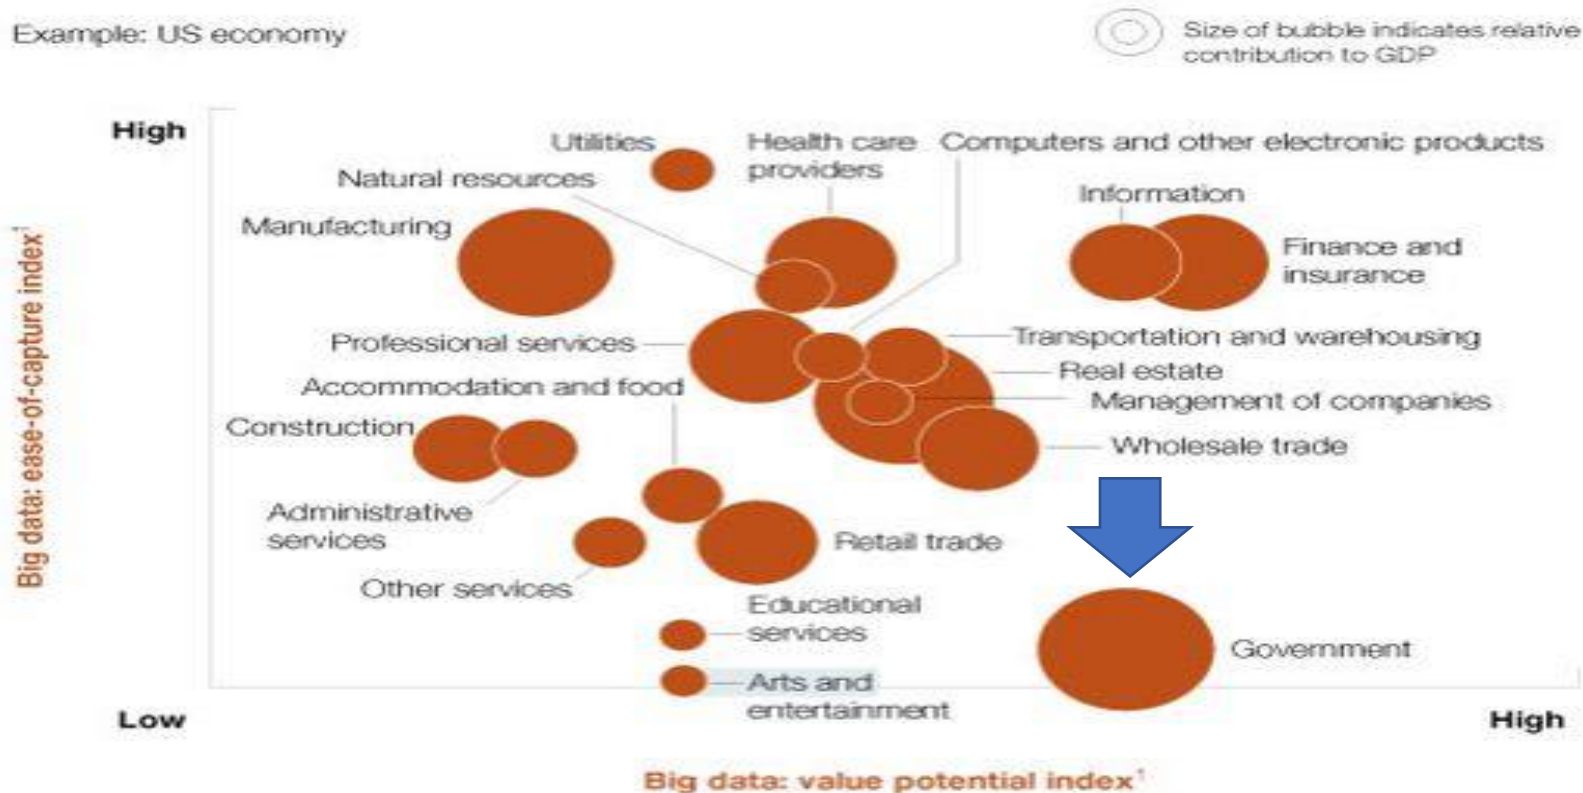 Example: US economy
Size of bubble indicates relative
contribution to GDP
High
Utilities
Health care
providers
Computers and other electronic products
Natural resources
Information
Manufacturing
Finance and
insurance
Professional services
Transportation and warehousing
Real estate
Accommodation and food
Management of companies
Construction
Wholesale trade
Administrative
services
Retail trade
Other services
Educational
services
Government
Arts and
entertainment
Low
High
Big data: ease-of-capture index¹
Big data: value potential index¹